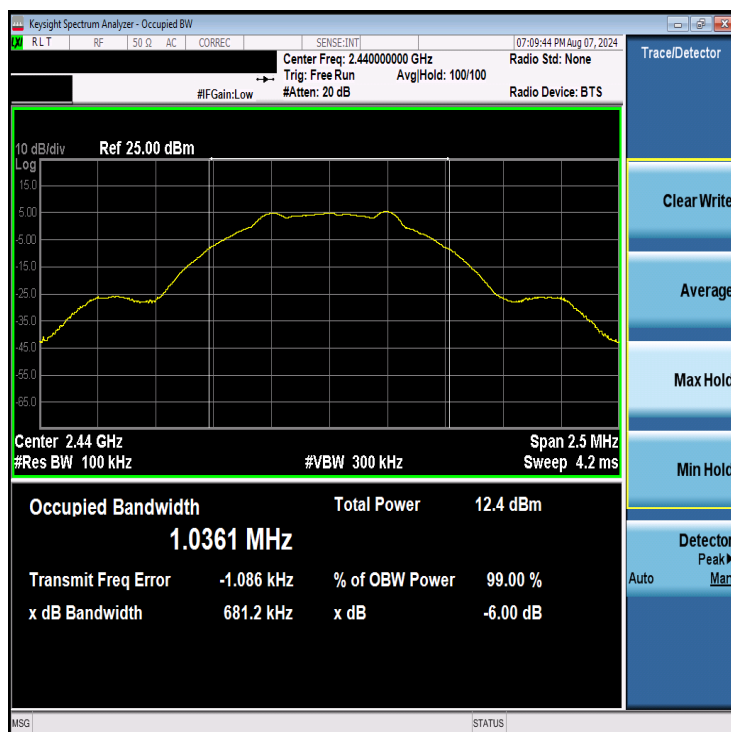 Keysight Spectrum Analyzer - Occupied BW
LXI RLT RF 50 Ω AC CORREC SENSE:INT 07:09:44 PM Aug 07, 2024
Center Freq: 2.440000000 GHz Radio Std: None
Trig: Free Run Avg|Hold: 100/100
#IFGain:Low #Atten: 20 dB Radio Device: BTS
10 dB/div Ref 25.00 dBm
Log
15.0
5.00
-5.00
-15.0
-25.0
-35.0
-45.0
-55.0
-65.0
Center 2.44 GHz Span 2.5 MHz
#Res BW 100 kHz #VBW 300 kHz Sweep 4.2 ms
Occupied Bandwidth Total Power 12.4 dBm
1.0361 MHz
Transmit Freq Error -1.086 kHz % of OBW Power 99.00 %
x dB Bandwidth 681.2 kHz x dB -6.00 dB
MSG STATUS
Trace/Detector
Clear Write
Average
Max Hold
Min Hold
Detector
Peak▶
Auto Man